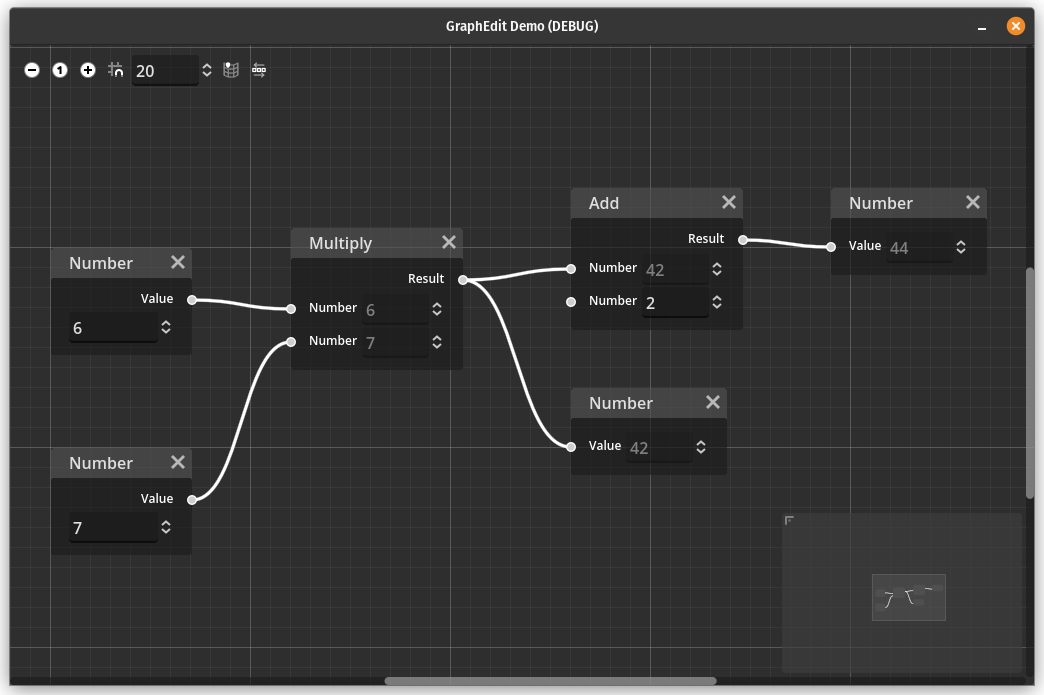 GraphEdit Demo (DEBUG)
1 20
Number
Value
6
Number
Value
7
Multiply
Result
Number 6
Number 7
Add
Result
Number 42
Number 2
Number
Value 42
Number
Value 44